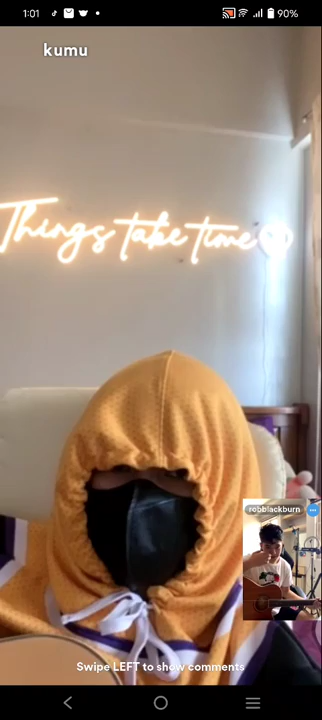 1:01
90%
kumu
Things take time
robblackburn
Swipe LEFT to show comments